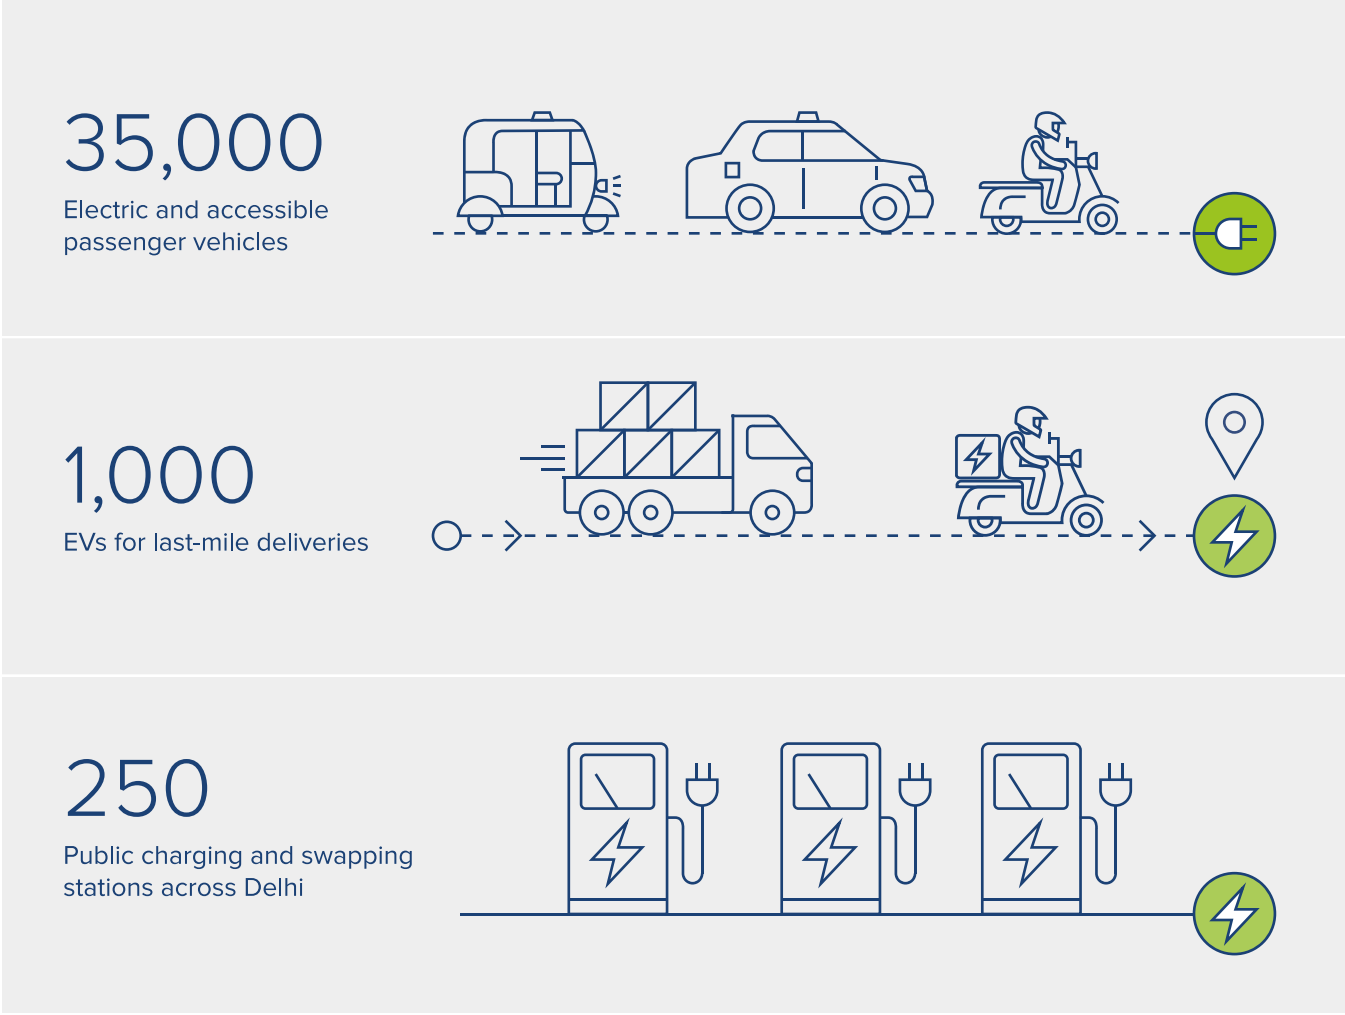 35,000
Electric and accessible
passenger vehicles
1,000
EVs for last-mile deliveries
250
Public charging and swapping
stations across Delhi